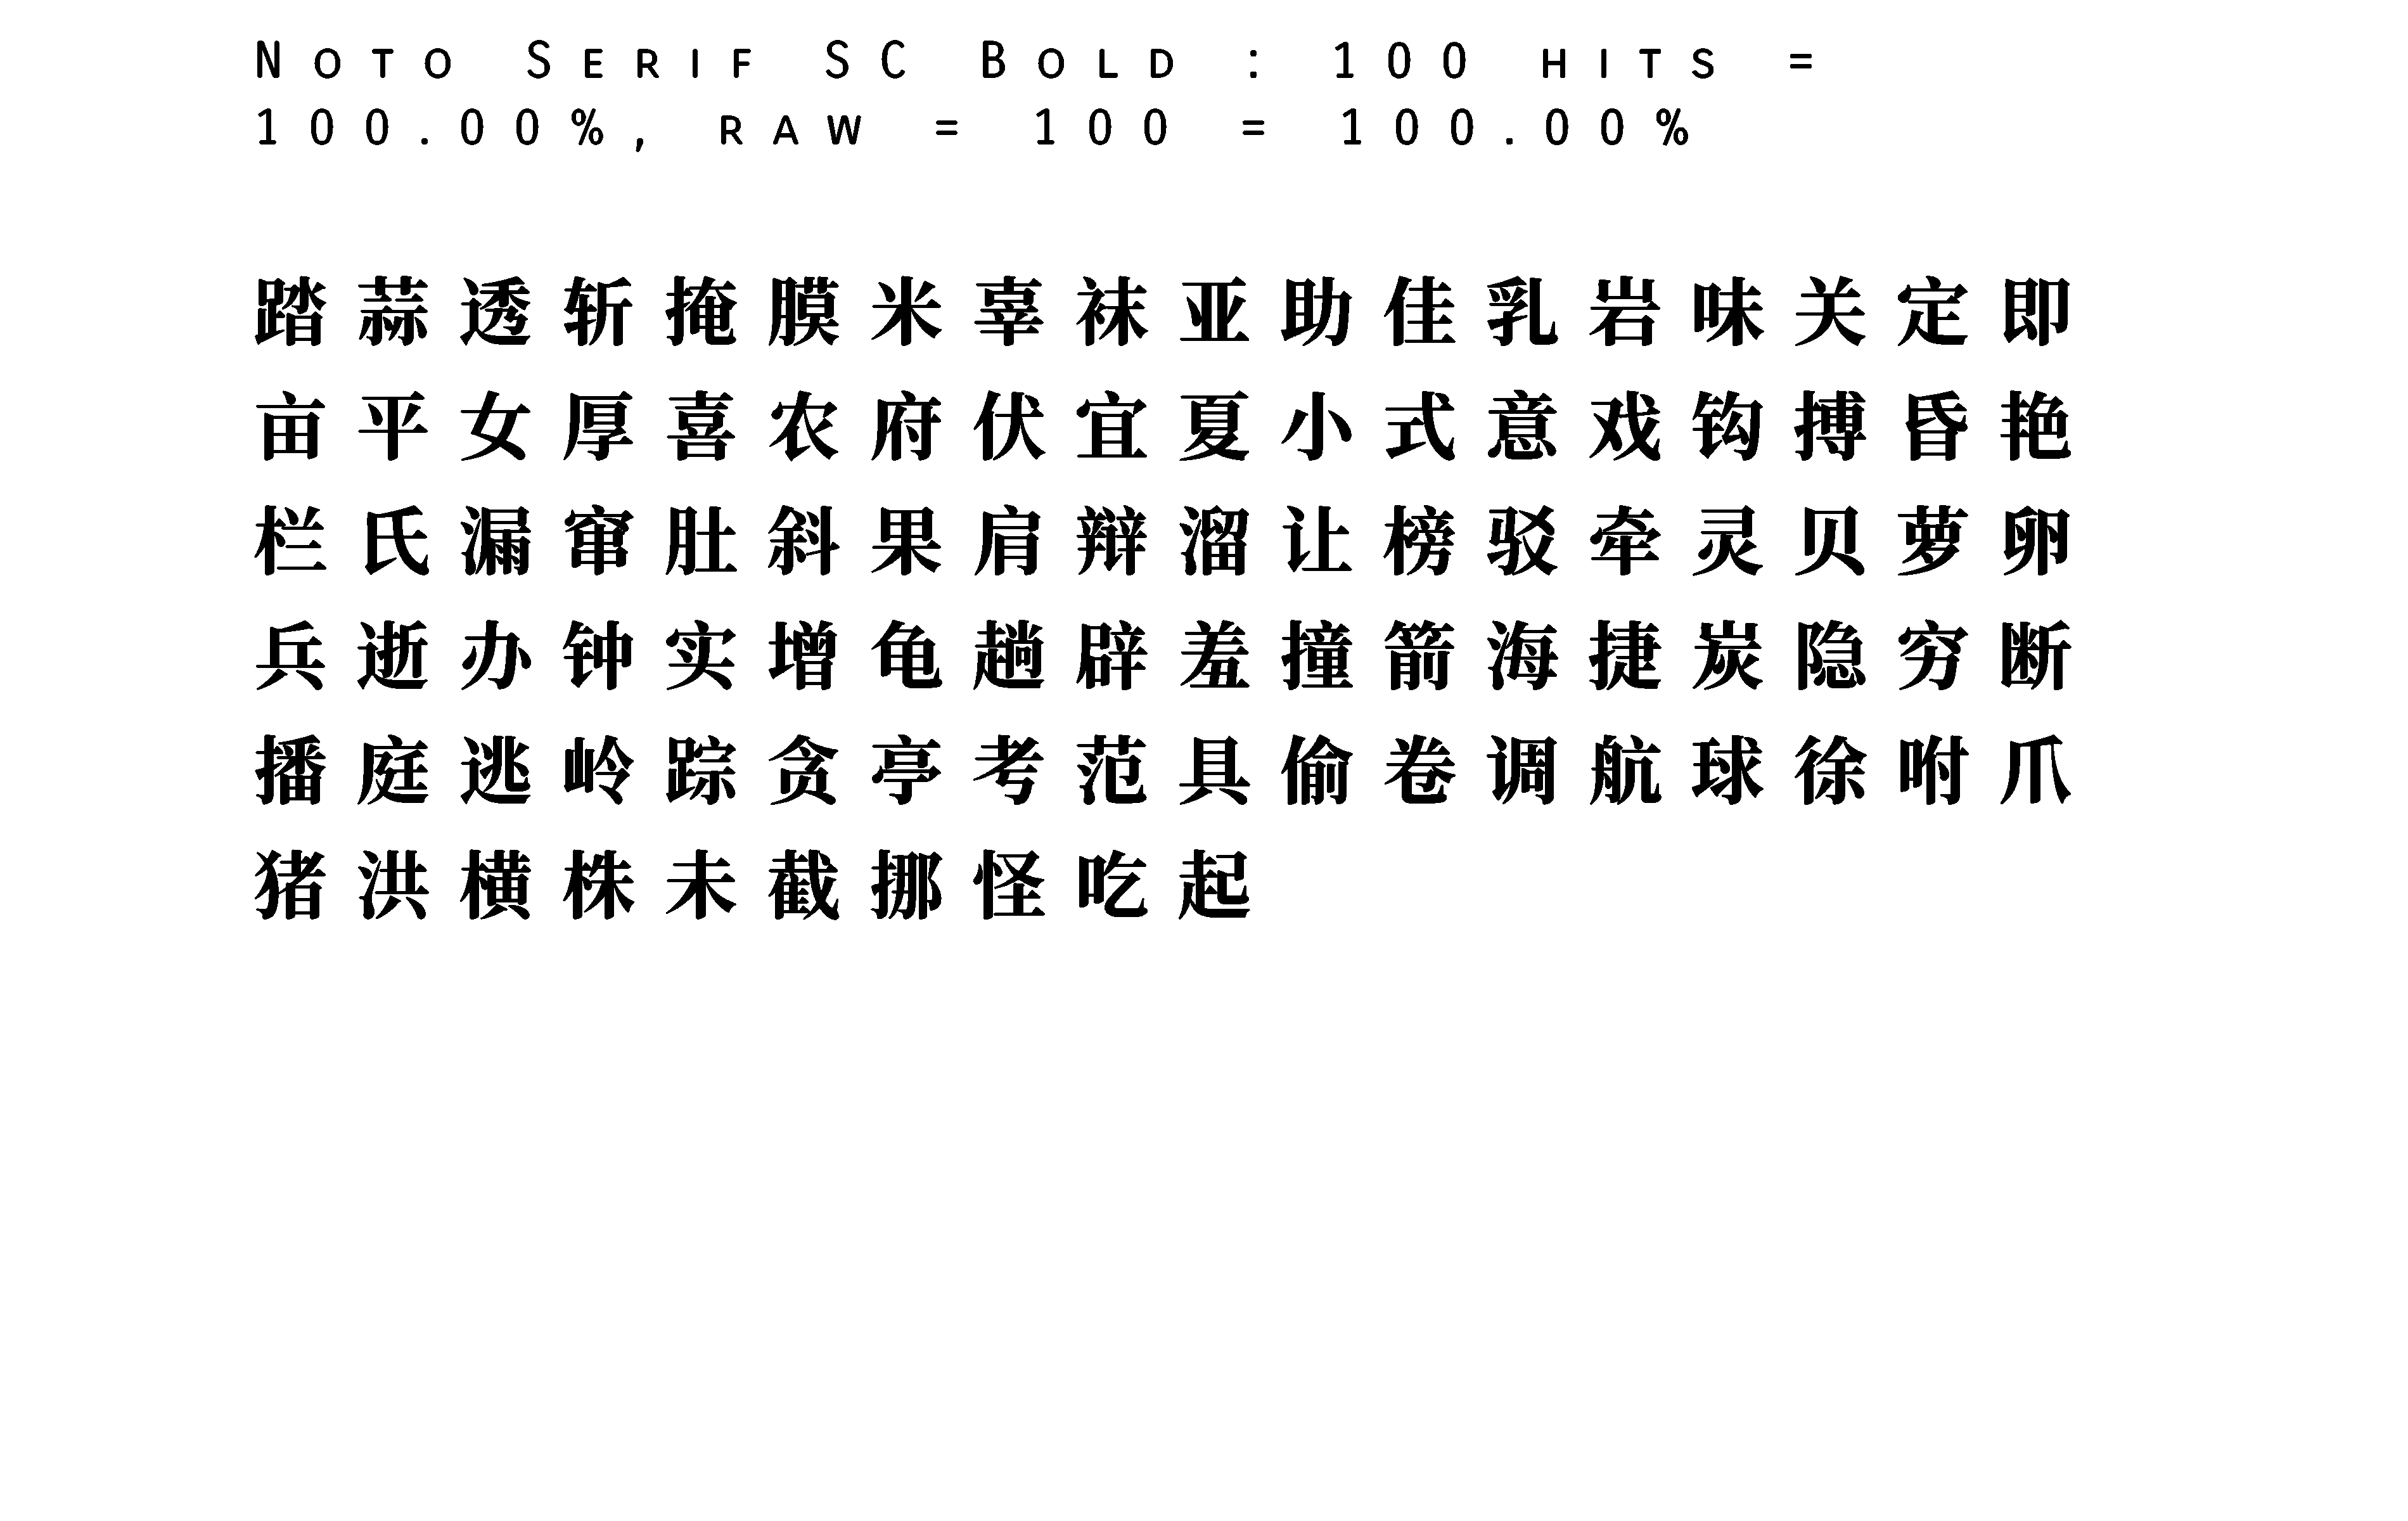 Noto Serif SC Bold : 100 hits =
100.00%, raw = 100 = 100.00%
踏蒜透斩掩膜米辜袜亚助佳乳岩味关定即
亩平女厚喜农府伏宜夏小式意戏钩搏昏艳
栏氏漏窜肚斜果肩辩溜让榜驳牵灵贝萝卵
兵逝办钟实增龟趟辟羞撞箭海捷炭隐穷断
播庭逃岭踪贪亭考范具偷卷调航球徐咐爪
猪洪横株未截挪怪吃起